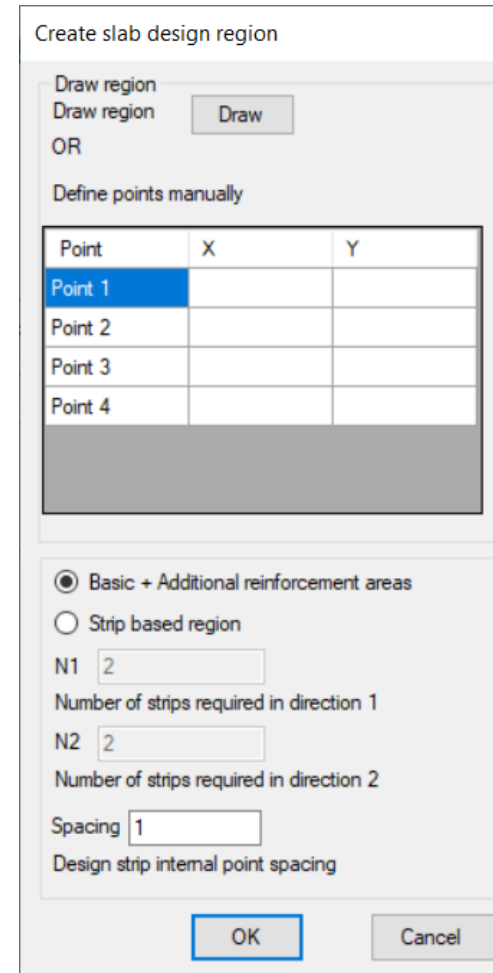 Create slab design region
Draw region
Draw region Draw
OR
Define points manually
Point X Y
Point 1
Point 2
Point 3
Point 4
Basic + Additional reinforcement areas
Strip based region
N1 2
Number of strips required in direction 1
N2 2
Number of strips required in direction 2
Spacing 1
Design strip internal point spacing
OK Cancel